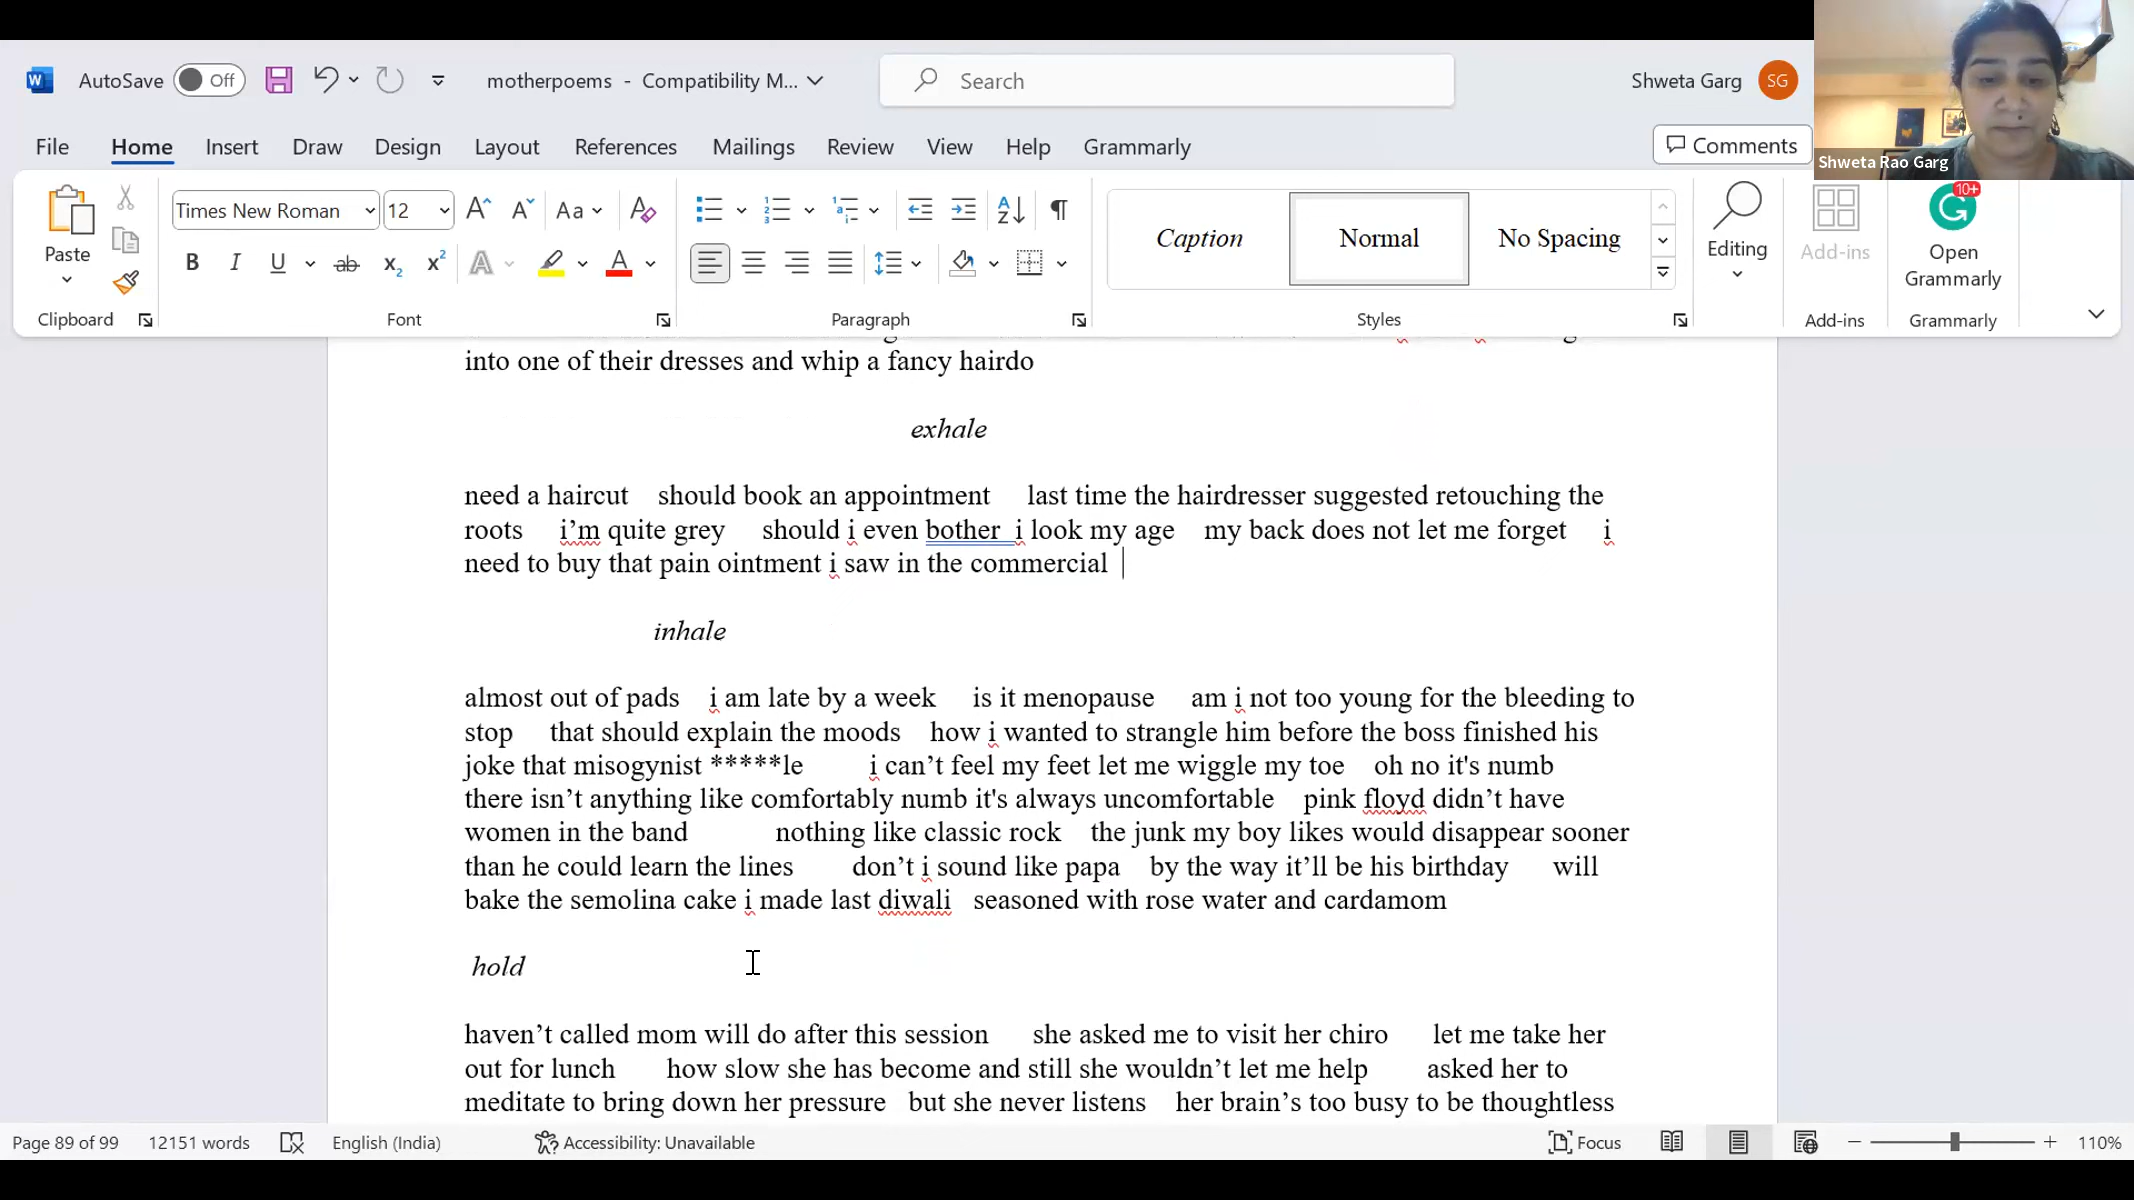 AutoSave Off motherpoems - Compatibility M... Search Shweta Garg SG
Shweta Rao Garg
File Home Insert Draw Design Layout References Mailings Review View Help Grammarly Comments
Paste Times New Roman 12 Aa Caption Normal No Spacing Editing Add-ins 10+ Open Grammarly
Clipboard Font Paragraph Styles Add-ins Grammarly
into one of their dresses and whip a fancy hairdo
exhale
need a haircut should book an appointment last time the hairdresser suggested retouching the
roots i’m quite grey should i even bother i look my age my back does not let me forget i
need to buy that pain ointment i saw in the commercial
inhale
almost out of pads i am late by a week is it menopause am i not too young for the bleeding to
stop that should explain the moods how i wanted to strangle him before the boss finished his
joke that misogynist *****le i can’t feel my feet let me wiggle my toe oh no it's numb
there isn’t anything like comfortably numb it's always uncomfortable pink floyd didn’t have
women in the band nothing like classic rock the junk my boy likes would disappear sooner
than he could learn the lines don’t i sound like papa by the way it’ll be his birthday will
bake the semolina cake i made last diwali seasoned with rose water and cardamom
hold
haven’t called mom will do after this session she asked me to visit her chiro let me take her
out for lunch how slow she has become and still she wouldn’t let me help asked her to
meditate to bring down her pressure but she never listens her brain’s too busy to be thoughtless
Page 89 of 99 12151 words English (India) Accessibility: Unavailable Focus 110%